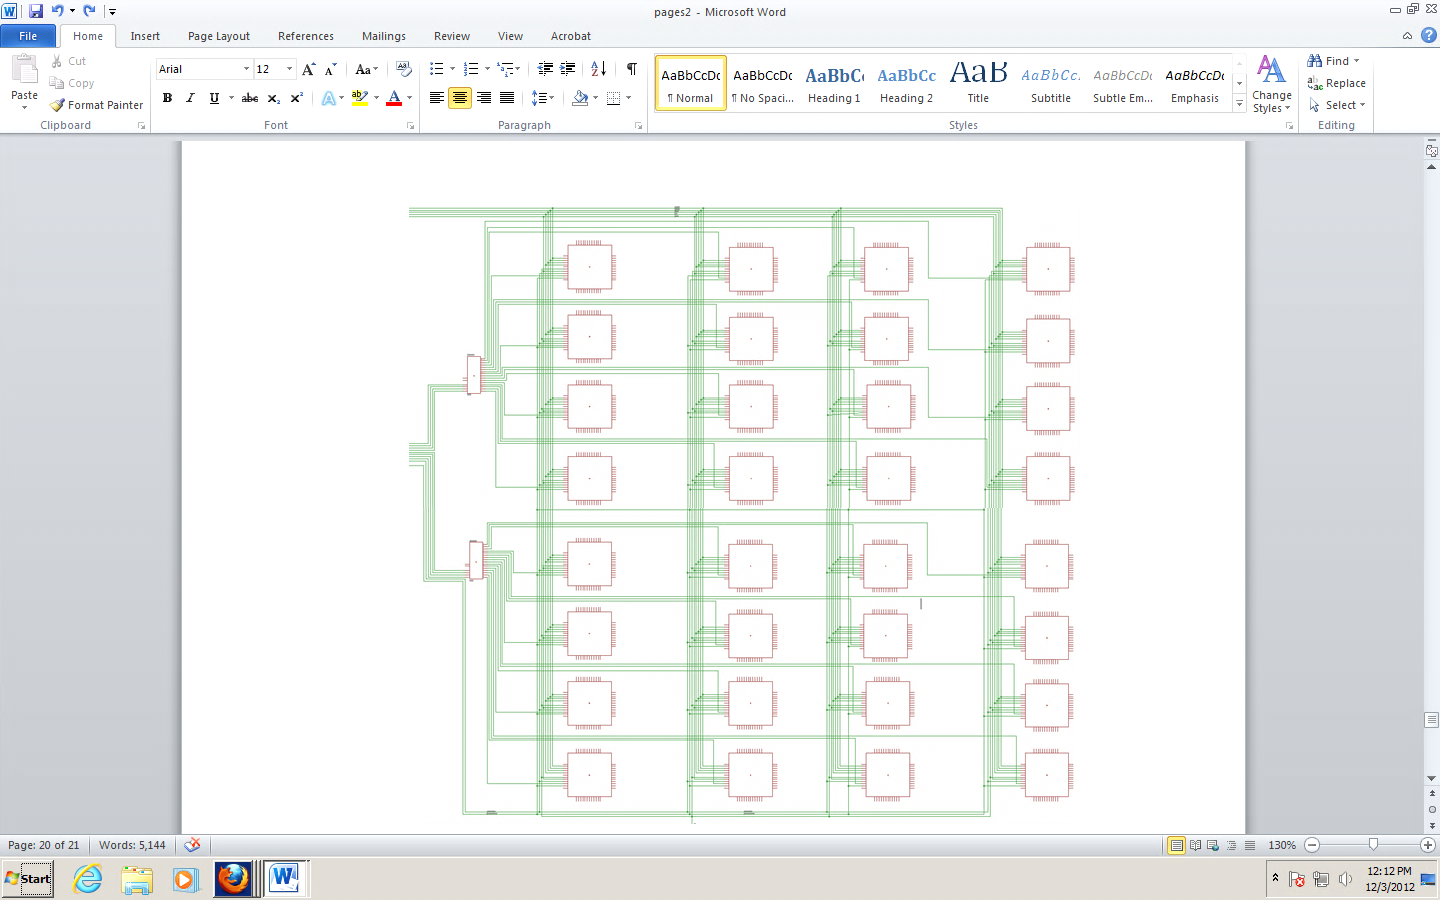 pages2 - Microsoft Word
File Home Insert Page Layout References Mailings Review View Acrobat
Paste
Cut
Copy
Format Painter
Clipboard
Arial 12
Font
Paragraph
AaBbCcDc AaBbCcDc AaBbCc AaBbCc AaB AaBbCc. AaBbCcDc AaBbCcDc
¶ Normal ¶ No Spaci... Heading 1 Heading 2 Title Subtitle Subtle Em... Emphasis
Styles
Change Styles
Find
Replace
Select
Editing
Page: 20 of 21 Words: 5,144 130%
Start 12:12 PM
12/3/2012